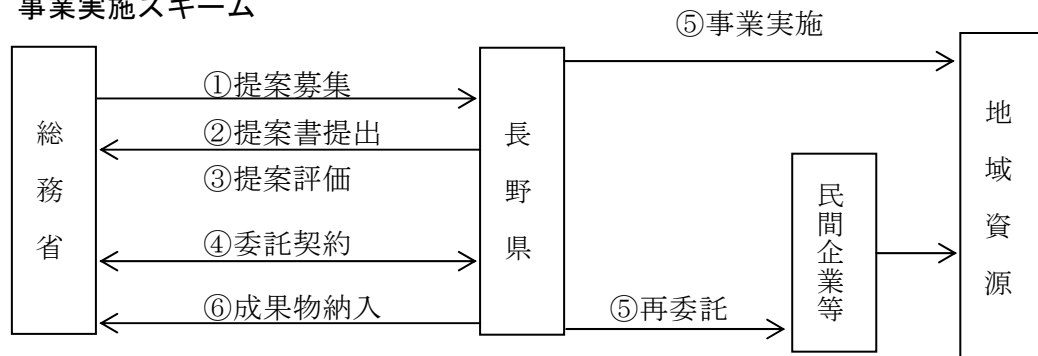 事業実施スキーム
⑤事業実施
①提案募集
②提案書提出
③提案評価
④委託契約
⑥成果物納入
⑤再委託
総務省
長野県
民間企業等
地域資源